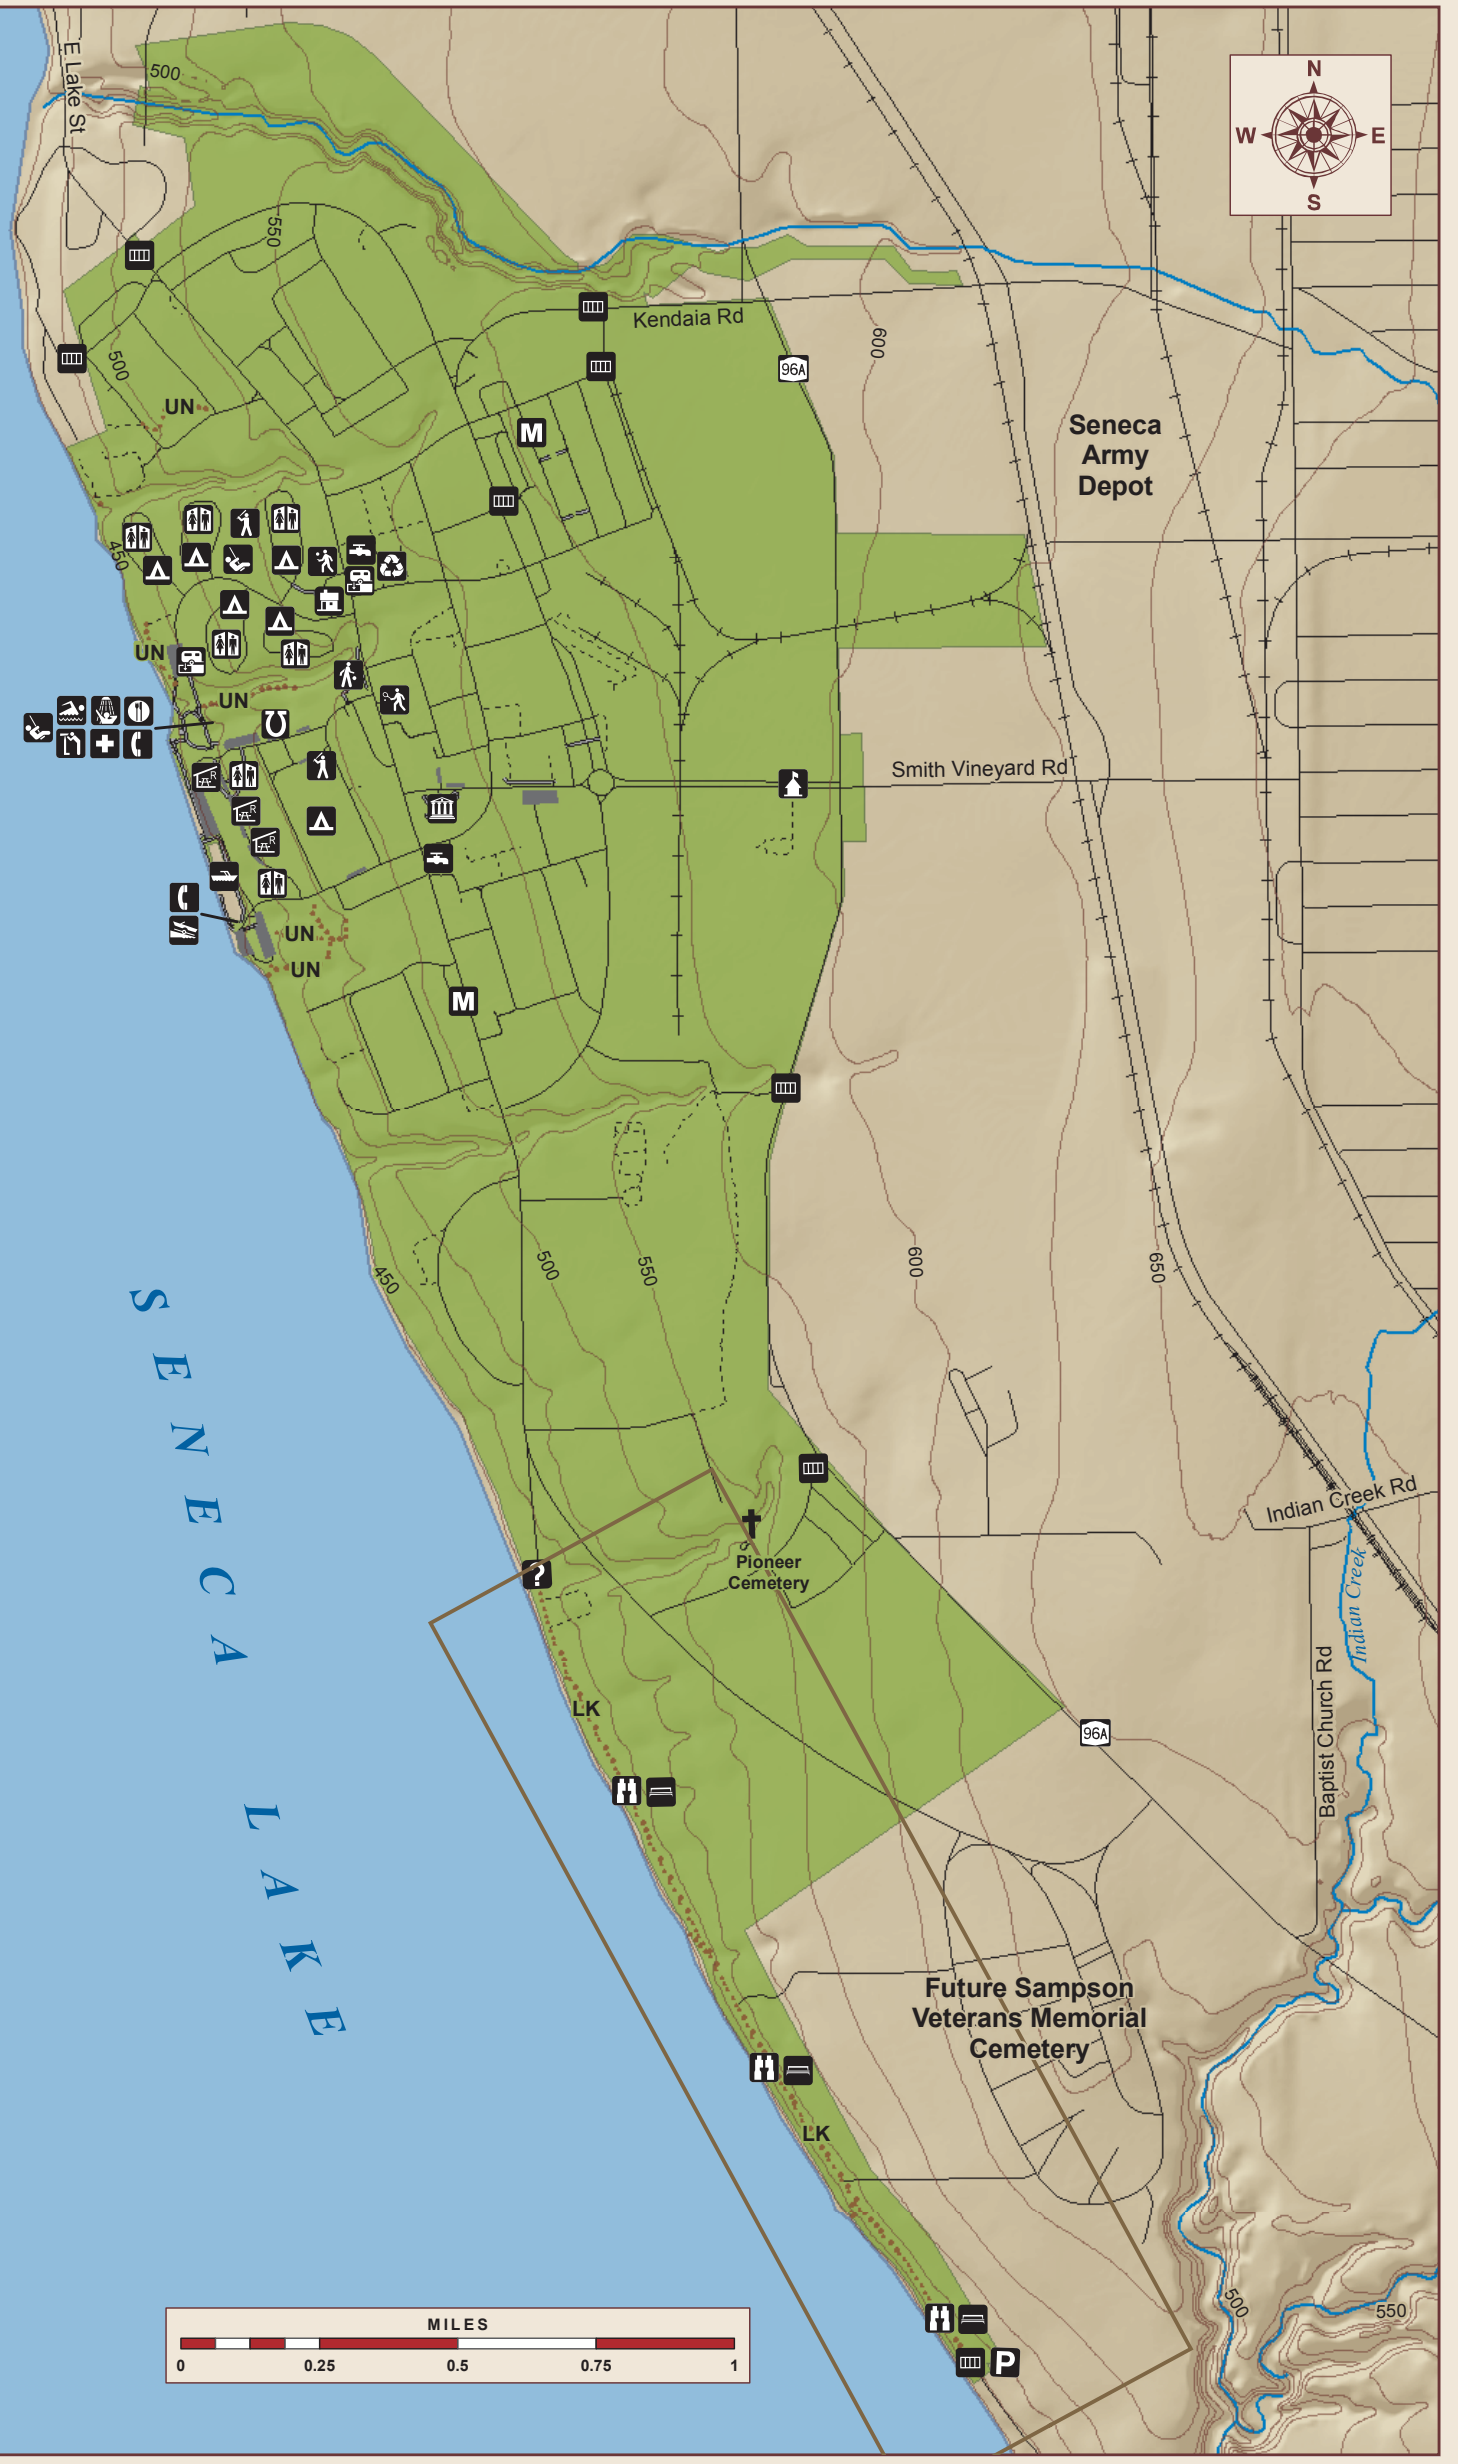 E Lake St
500
N
W E
S
550
Kendaia Rd
600
96A
500
UN
M
Seneca
Army
Depot
450
UN
UN
R
R
R
Smith Vineyard Rd
UN
UN
M
450
500
550
600
650
SENECA LAKE
Indian Creek Rd
Indian Creek
Pioneer
Cemetery
?
LK
Baptist Church Rd
96A
Future Sampson
Veterans Memorial
Cemetery
LK
500
550
P
MILES
0 0.25 0.5 0.75 1